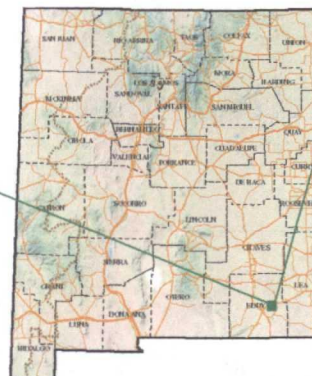 SAN JUAN
RIO ARRIBA
TAOS
COLFAX
UNION
MORA
HARDING
LOS ALAMOS
SANDOVAL
SANTA FE
SAN MIGUEL
MCKINLEY
BERNALILLO
QUAY
CIBOLA
VALENCIA
TORRANCE
GUADALUPE
CURRY
DE BACA
ROOSEVELT
CATRON
SOCORRO
LINCOLN
CHAVES
SIERRA
GRANT
OTERO
EDDY
LEA
LUNA
DONA ANA
HIDALGO